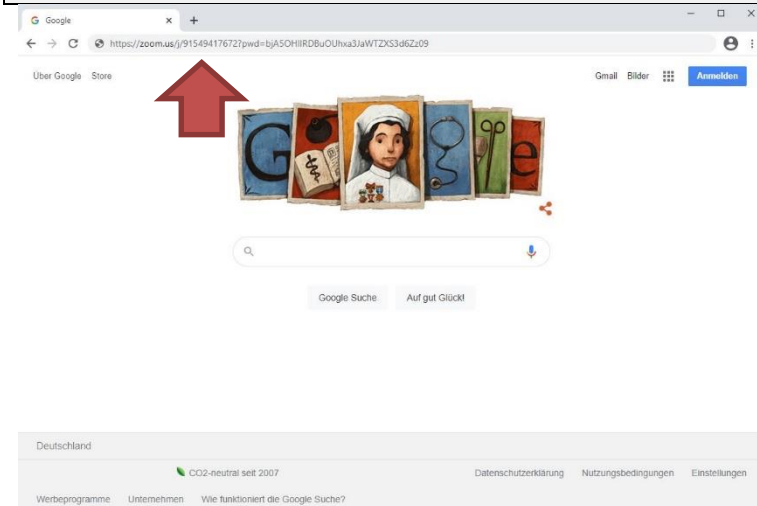 Google
https://zoom.us/j/91549417672?pwd=bjA5OHlIRDBuOUhxa3JaWTZXS3d6Zz09
Über Google Store
Gmail Bilder
Anmelden
G g e
Google Suche Auf gut Glück!
Deutschland
CO2-neutral seit 2007
Datenschutzerklärung Nutzungsbedingungen Einstellungen
Werbeprogramme Unternehmen Wie funktioniert die Google Suche?